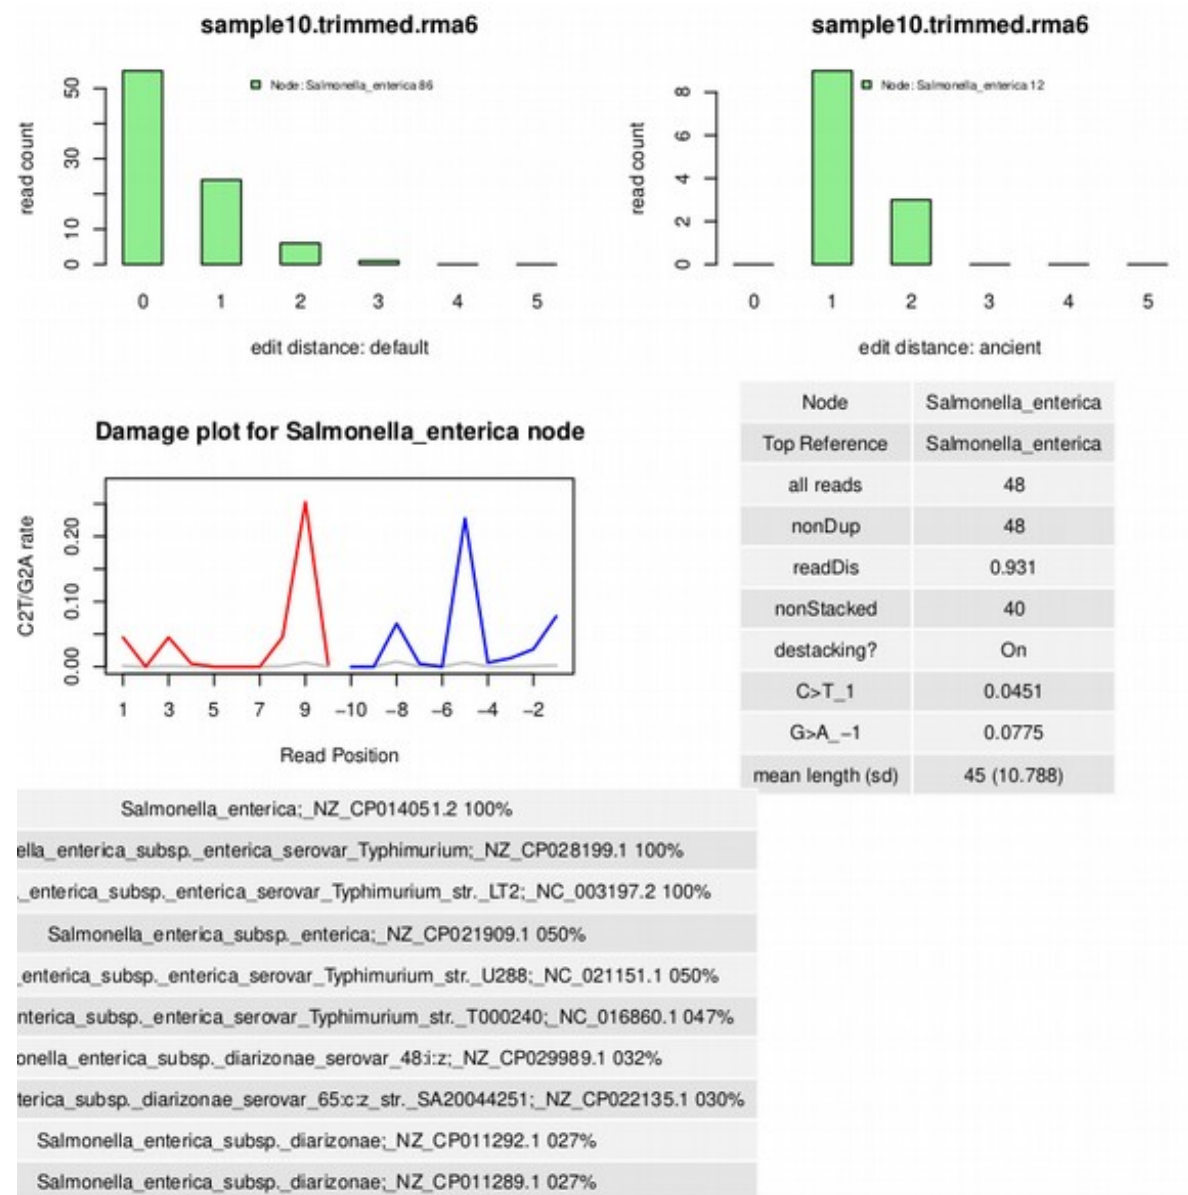 sample10.trimmed.rma6
Node: Salmonella_enterica 86
read count
0
10
30
50
0 1 2 3 4 5
edit distance: default
sample10.trimmed.rma6
Node: Salmonella_enterica 12
read count
0
2
4
6
8
0 1 2 3 4 5
edit distance: ancient
Damage plot for Salmonella_enterica node
C2T/G2A rate
0.00
0.10
0.20
1 3 5 7 9 −10 −8 −6 −4 −2
Read Position
Node Salmonella_enterica
Top Reference Salmonella_enterica
all reads 48
nonDup 48
readDis 0.931
nonStacked 40
destacking? On
C>T_1 0.0451
G>A_−1 0.0775
mean length (sd) 45 (10.788)
Salmonella_enterica;_NZ_CP014051.2 100%
ella_enterica_subsp._enterica_serovar_Typhimurium;_NZ_CP028199.1 100%
_enterica_subsp._enterica_serovar_Typhimurium_str._LT2;_NC_003197.2 100%
Salmonella_enterica_subsp._enterica;_NZ_CP021909.1 050%
_enterica_subsp._enterica_serovar_Typhimurium_str._U288;_NC_021151.1 050%
nterica_subsp._enterica_serovar_Typhimurium_str._T000240;_NC_016860.1 047%
onella_enterica_subsp._diarizonae_serovar_48:i:z;_NZ_CP029989.1 032%
terica_subsp._diarizonae_serovar_65:c:z_str._SA20044251;_NZ_CP022135.1 030%
Salmonella_enterica_subsp._diarizonae;_NZ_CP011292.1 027%
Salmonella_enterica_subsp._diarizonae;_NZ_CP011289.1 027%